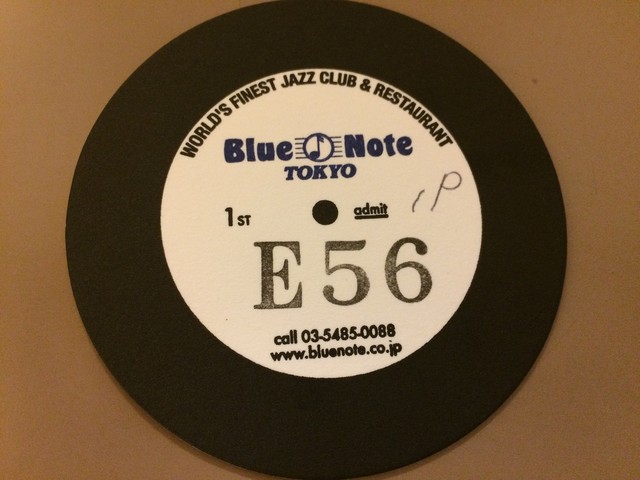 WORLD'S FINEST JAZZ CLUB & RESTAURANT
Blue Note
TOKYO
1ST admit 1P
E56
call 03-5485-0088
www.bluenote.co.jp